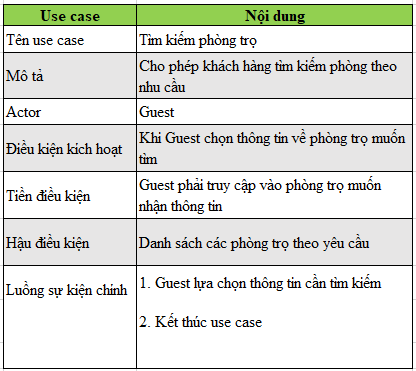 Use case Nội dung
Tên use case Tìm kiếm phòng trọ
Mô tả Cho phép khách hàng tìm kiếm phòng theo
nhu cầu
Actor Guest
Điều kiện kích hoạt Khi Guest chọn thông tin về phòng trọ muốn
tìm
Tiền điều kiện Guest phải truy cập vào phòng trọ muốn
nhận thông tin
Hậu điều kiện Danh sách các phòng trọ theo yêu cầu
Luồng sự kiện chính 1. Guest lựa chọn thông tin cần tìm kiếm
2. Kết thúc use case